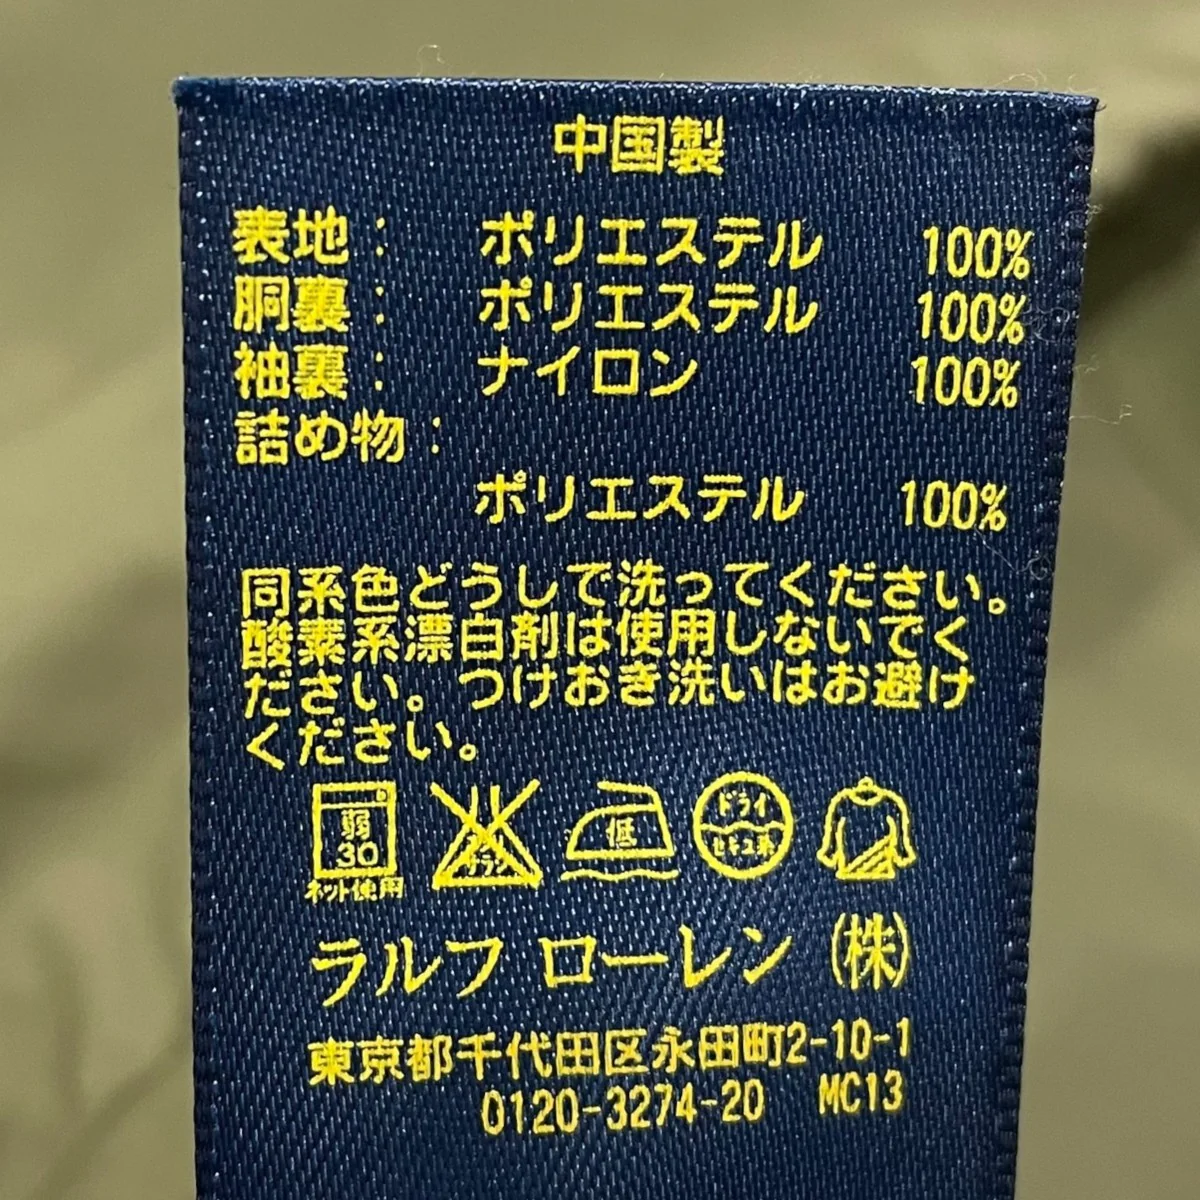 中国製
表地： ポリエステル 100%
胴裏： ポリエステル 100%
袖裏： ナイロン 100%
詰め物：
ポリエステル 100%
同系色どうしで洗ってください。
酸素系漂白剤は使用しないでく
ださい。つけおき洗いはお避け
ください。
弱
30
ネット使用
低
ドライ
セキユ系
ラルフ ローレン (株)
東京都千代田区永田町2-10-1
0120-3274-20 MC13